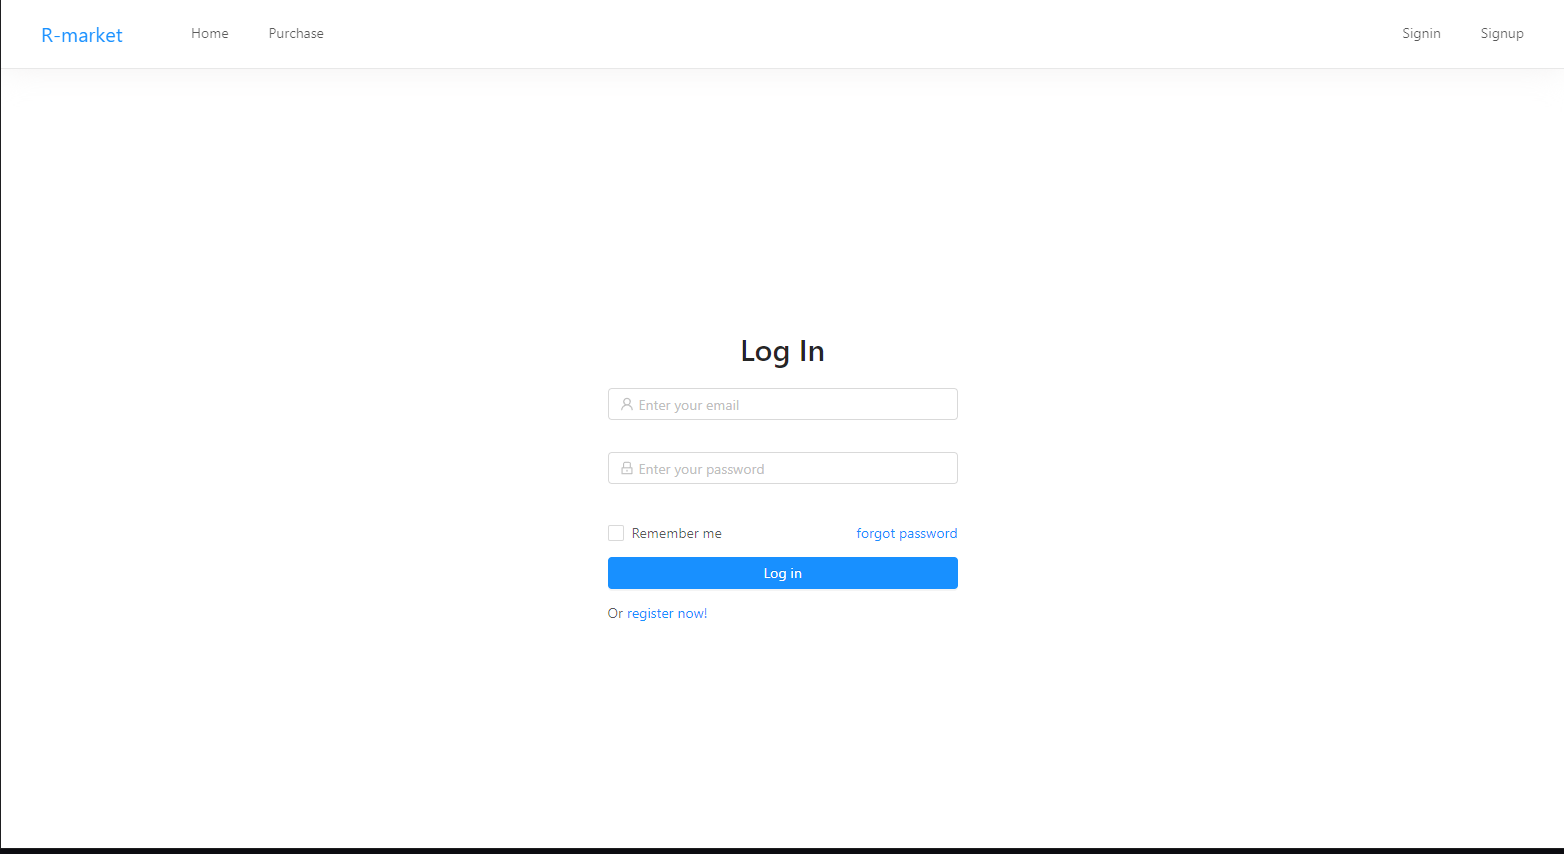 R-market Home Purchase Signin Signup
Log In
Enter your email
Enter your password
Remember me forgot password
Log in
Or register now!